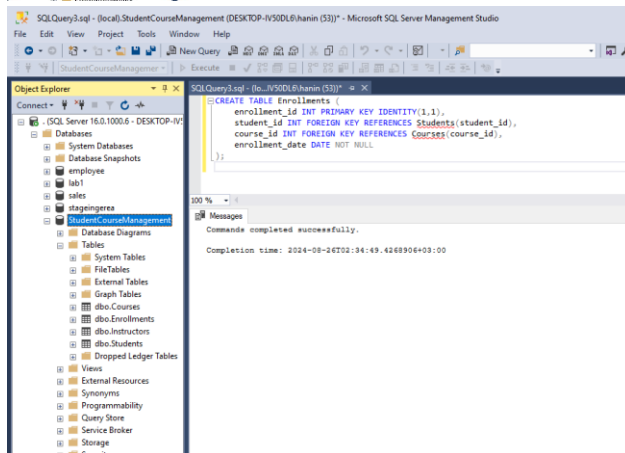 SQLQuery3.sql - (local).StudentCourseManagement (DESKTOP-IV50DL6\hanin (53))* - Microsoft SQL Server Management Studio
File Edit View Project Tools Window Help
New Query
StudentCourseManagemer Execute
Object Explorer
Connect
. (SQL Server 16.0.1000.6 - DESKTOP-IV5
Databases
System Databases
Database Snapshots
employee
lab1
sales
stageingerea
StudentCourseManagement
Database Diagrams
Tables
System Tables
FileTables
External Tables
Graph Tables
dbo.Courses
dbo.Enrollments
dbo.Instructors
dbo.Students
Dropped Ledger Tables
Views
External Resources
Synonyms
Programmability
Query Store
Service Broker
Storage
SQLQuery3.sql - (lo...IV50DL6\hanin (53))*
CREATE TABLE Enrollments (
enrollment_id INT PRIMARY KEY IDENTITY(1,1),
student_id INT FOREIGN KEY REFERENCES Students(student_id),
course_id INT FOREIGN KEY REFERENCES Courses(course_id),
enrollment_date DATE NOT NULL
);
100 %
Messages
Commands completed successfully.
Completion time: 2024-08-26T02:34:49.4268906+03:00